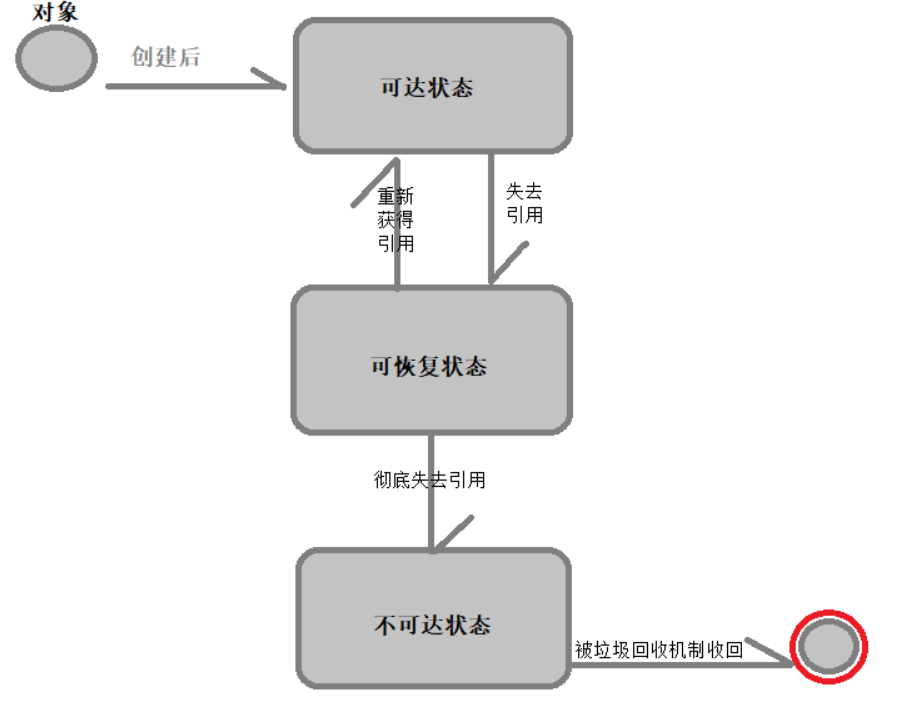 对象
创建后
可达状态
重新
获得
引用
失去
引用
可恢复状态
彻底失去引用
不可达状态
被垃圾回收机制收回